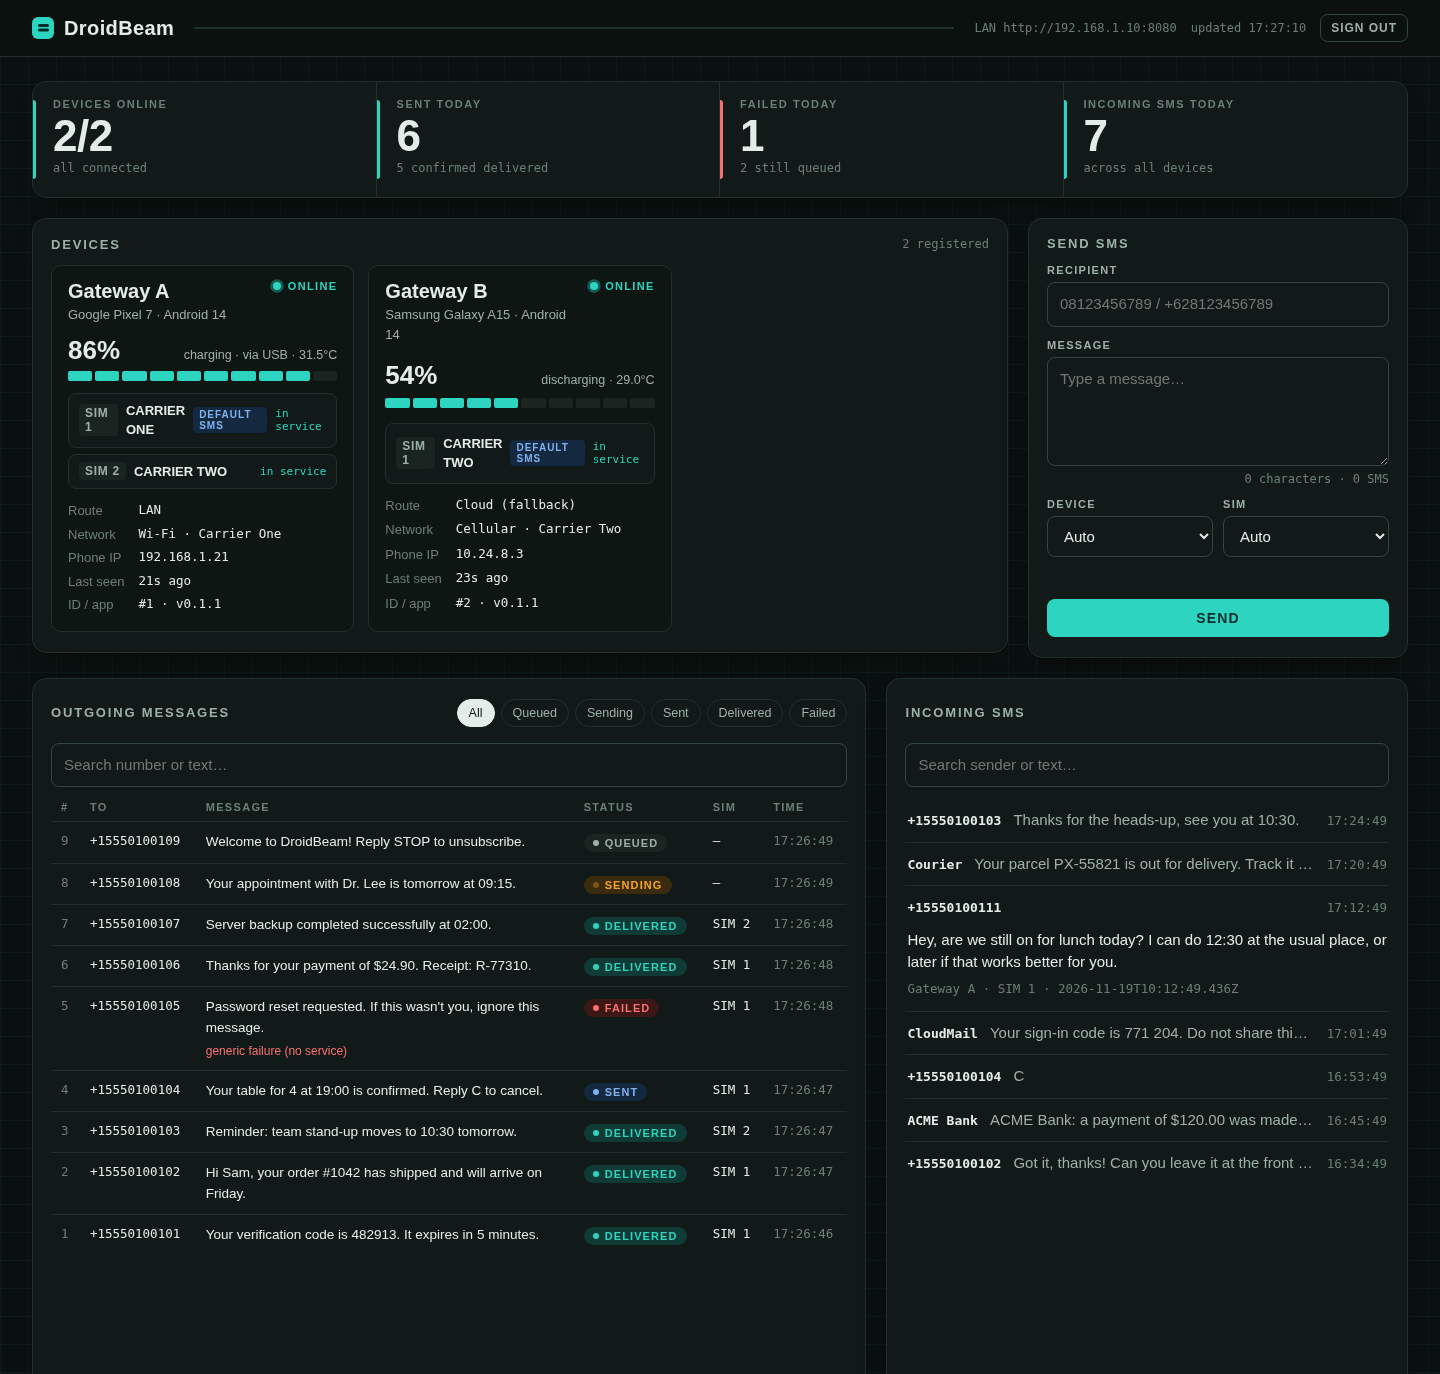 DroidBeam
LAN http://192.168.1.10:8080 updated 17:27:10 SIGN OUT
DEVICES ONLINE
2/2
all connected
SENT TODAY
6
5 confirmed delivered
FAILED TODAY
1
2 still queued
INCOMING SMS TODAY
7
across all devices
DEVICES
2 registered
Gateway A
ONLINE
Google Pixel 7 · Android 14
86%
charging · via USB · 31.5°C
SIM 1
CARRIER ONE
DEFAULT SMS
in service
SIM 2 CARRIER TWO in service
Route LAN
Network Wi-Fi · Carrier One
Phone IP 192.168.1.21
Last seen 21s ago
ID / app #1 · v0.1.1
Gateway B
ONLINE
Samsung Galaxy A15 · Android
14
54%
discharging · 29.0°C
SIM 1
CARRIER TWO
DEFAULT SMS
in service
Route Cloud (fallback)
Network Cellular · Carrier Two
Phone IP 10.24.8.3
Last seen 23s ago
ID / app #2 · v0.1.1
SEND SMS
RECIPIENT
08123456789 / +628123456789
MESSAGE
Type a message…
0 characters · 0 SMS
DEVICE SIM
Auto Auto
SEND
OUTGOING MESSAGES
All Queued Sending Sent Delivered Failed
Search number or text…
# TO MESSAGE STATUS SIM TIME
9 +15550100109 Welcome to DroidBeam! Reply STOP to unsubscribe. QUEUED — 17:26:49
8 +15550100108 Your appointment with Dr. Lee is tomorrow at 09:15. SENDING — 17:26:49
7 +15550100107 Server backup completed successfully at 02:00. DELIVERED SIM 2 17:26:48
6 +15550100106 Thanks for your payment of $24.90. Receipt: R-77310. DELIVERED SIM 1 17:26:48
5 +15550100105 Password reset requested. If this wasn't you, ignore this FAILED SIM 1 17:26:48
message.
generic failure (no service)
4 +15550100104 Your table for 4 at 19:00 is confirmed. Reply C to cancel. SENT SIM 1 17:26:47
3 +15550100103 Reminder: team stand-up moves to 10:30 tomorrow. DELIVERED SIM 2 17:26:47
2 +15550100102 Hi Sam, your order #1042 has shipped and will arrive on DELIVERED SIM 1 17:26:47
Friday.
1 +15550100101 Your verification code is 482913. It expires in 5 minutes. DELIVERED SIM 1 17:26:46
INCOMING SMS
Search sender or text…
+15550100103 Thanks for the heads-up, see you at 10:30. 17:24:49
Courier Your parcel PX-55821 is out for delivery. Track it … 17:20:49
+15550100111 17:12:49
Hey, are we still on for lunch today? I can do 12:30 at the usual place, or
later if that works better for you.
Gateway A · SIM 1 · 2026-11-19T10:12:49.436Z
CloudMail Your sign-in code is 771 204. Do not share thi… 17:01:49
+15550100104 C 16:53:49
ACME Bank ACME Bank: a payment of $120.00 was made… 16:45:49
+15550100102 Got it, thanks! Can you leave it at the front … 16:34:49